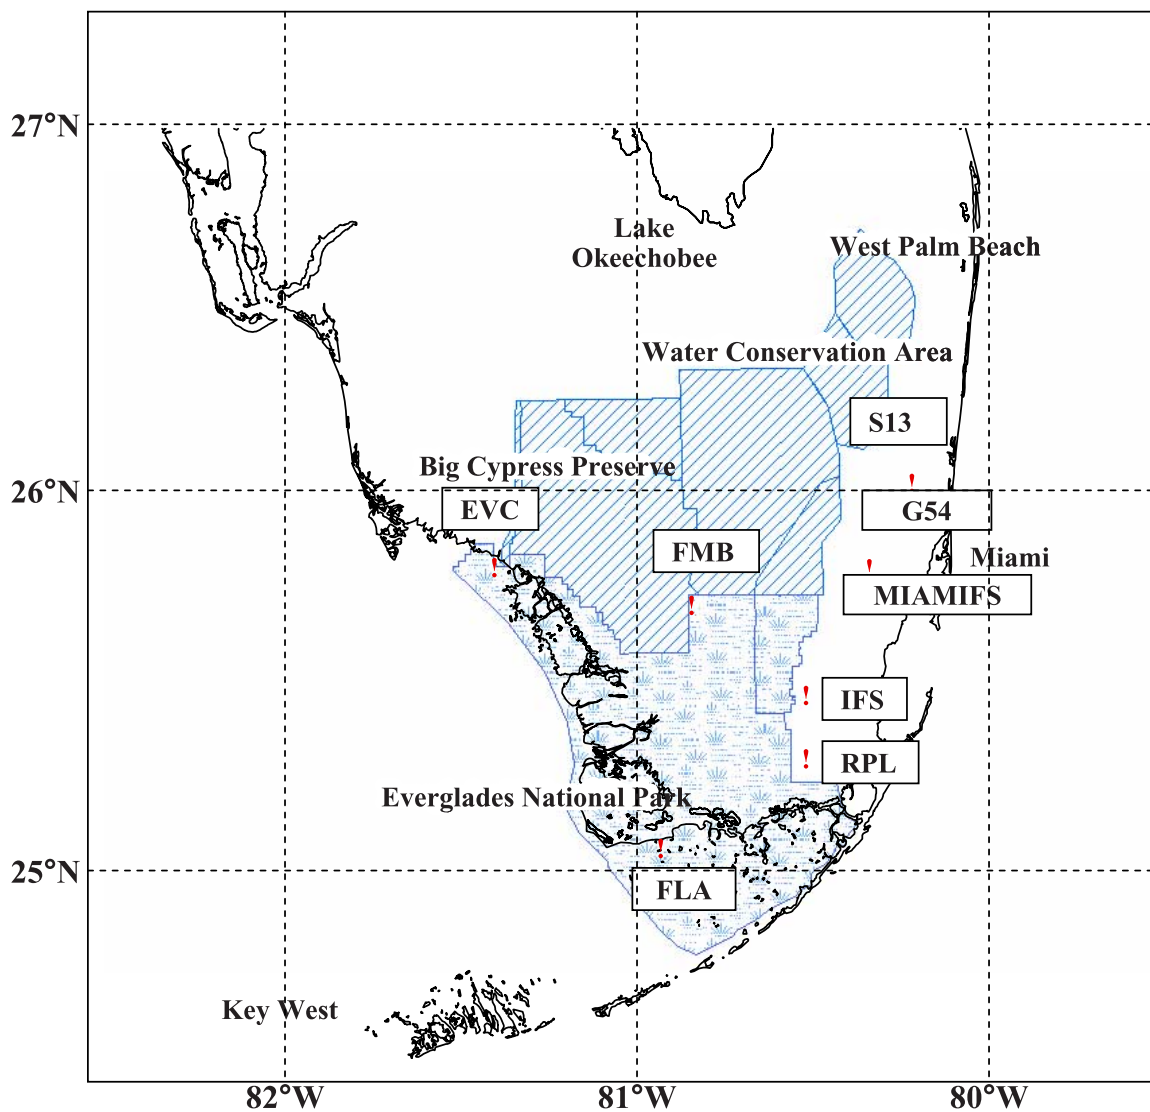 27°N
Lake
Okeechobee
West Palm Beach
Water Conservation Area
S13
Big Cypress Preserve
26°N
EVC
G54
FMB
Miami
MIAMIFS
IFS
RPL
Everglades National Park
25°N
FLA
Key West
82°W
81°W
80°W